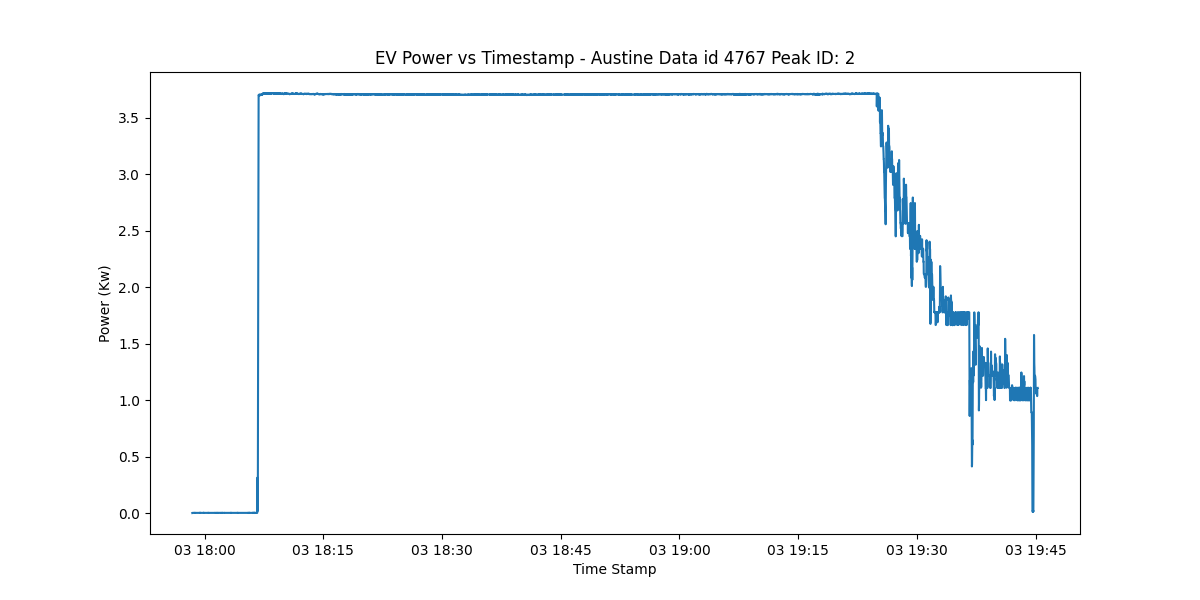 EV Power vs Timestamp - Austine Data id 4767 Peak ID: 2
3.5
3.0
2.5
2.0
1.5
1.0
0.5
0.0
Power (Kw)
03 18:00 03 18:15 03 18:30 03 18:45 03 19:00 03 19:15 03 19:30 03 19:45
Time Stamp